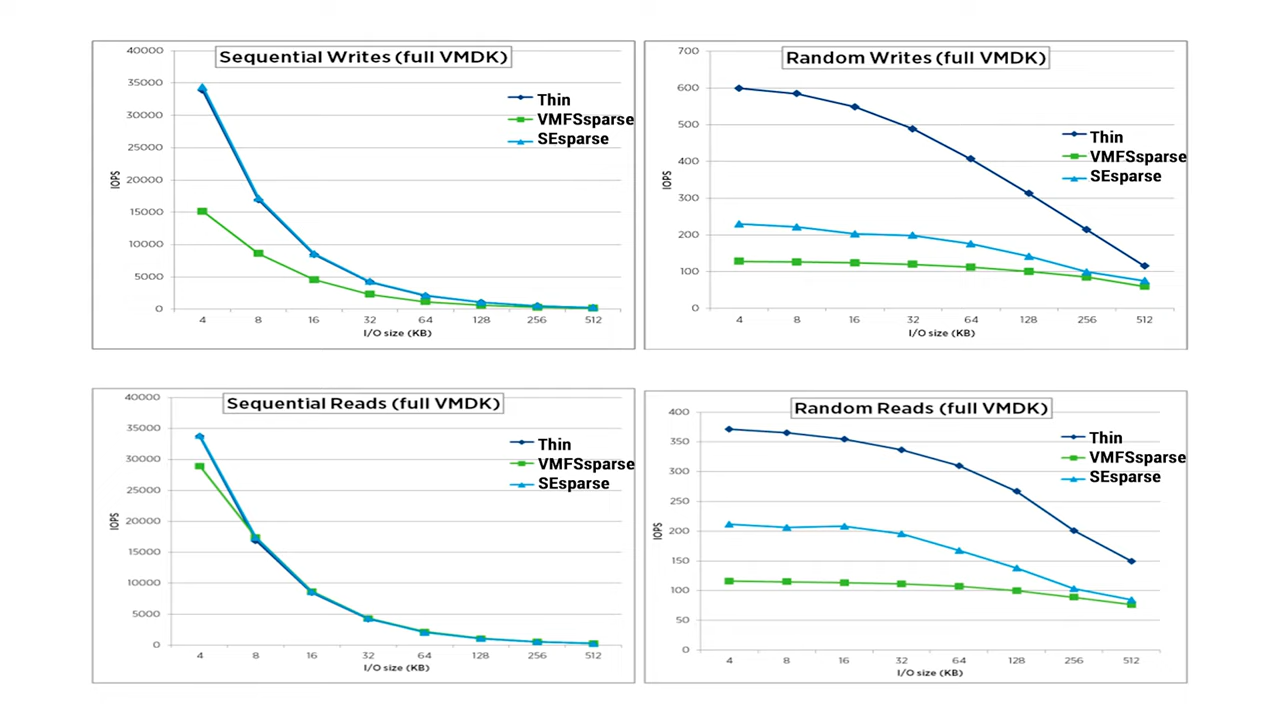 Sequential Writes (full VMDK)
40000
35000
30000
25000
20000
15000
10000
5000
0
IOPS
4 8 16 32 64 128 256 512
I/O size (KB)
Thin
VMFSsparse
SEsparse
Random Writes (full VMDK)
700
600
500
400
300
200
100
0
IOPS
4 8 16 32 64 128 256 512
I/O size (KB)
Thin
VMFSsparse
SEsparse
Sequential Reads (full VMDK)
40000
35000
30000
25000
20000
15000
10000
5000
0
IOPS
4 8 16 32 64 128 256 512
I/O size (KB)
Thin
VMFSsparse
SEsparse
Random Reads (full VMDK)
400
350
300
250
200
150
100
50
0
IOPS
4 8 16 32 64 128 256 512
I/O size (KB)
Thin
VMFSsparse
SEsparse